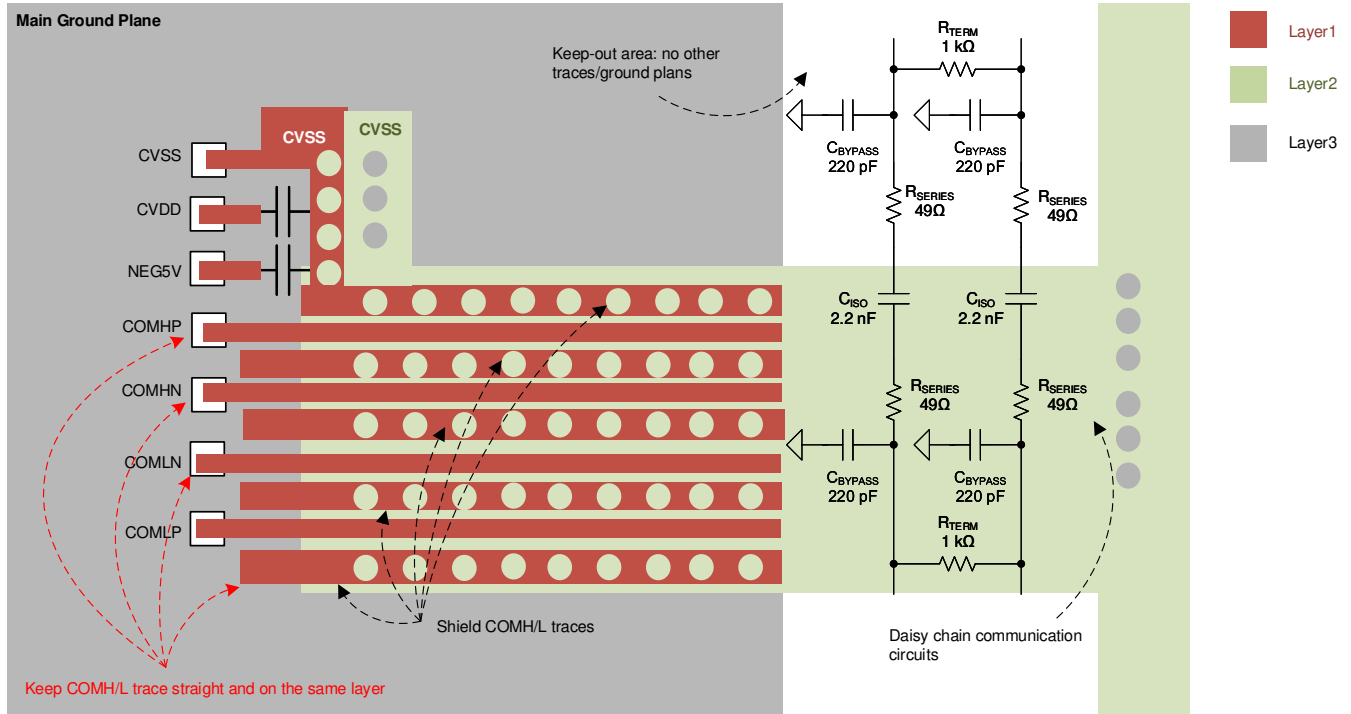 Main Ground Plane
Keep-out area: no other
traces/ground plans
RTERM
1 kΩ
Layer1
Layer2
Layer3
CVSS
CVSS
CVSS
CVDD
NEG5V
COMHP
COMHN
COMLN
COMLP
CBYPASS
220 pF
CBYPASS
220 pF
RSERIES
49Ω
RSERIES
49Ω
CISO
2.2 nF
CISO
2.2 nF
RSERIES
49Ω
RSERIES
49Ω
CBYPASS
220 pF
CBYPASS
220 pF
RTERM
1 kΩ
Shield COMH/L traces
Daisy chain communication
circuits
Keep COMH/L trace straight and on the same layer